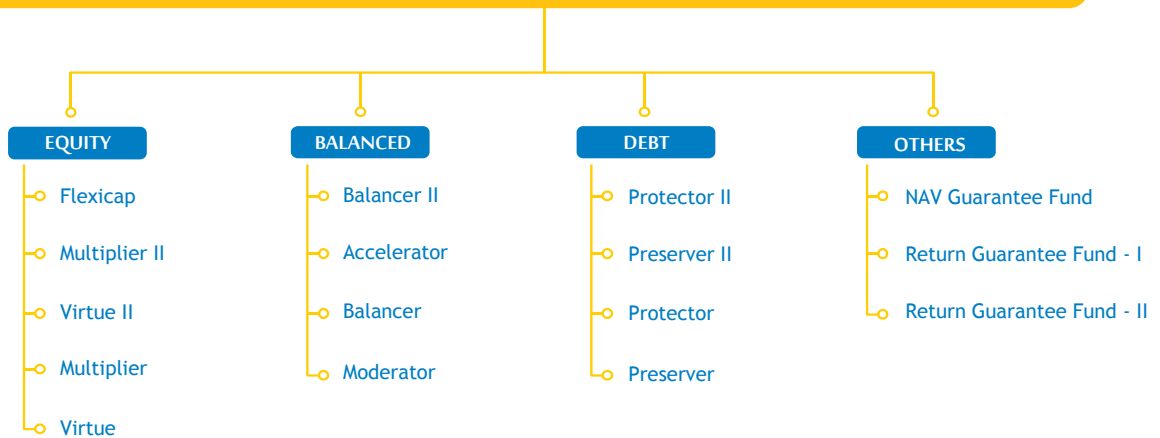 EQUITY
Flexicap
Multiplier II
Virtue II
Multiplier
Virtue
BALANCED
Balancer II
Accelerator
Balancer
Moderator
DEBT
Protector II
Preserver II
Protector
Preserver
OTHERS
NAV Guarantee Fund
Return Guarantee Fund - I
Return Guarantee Fund - II